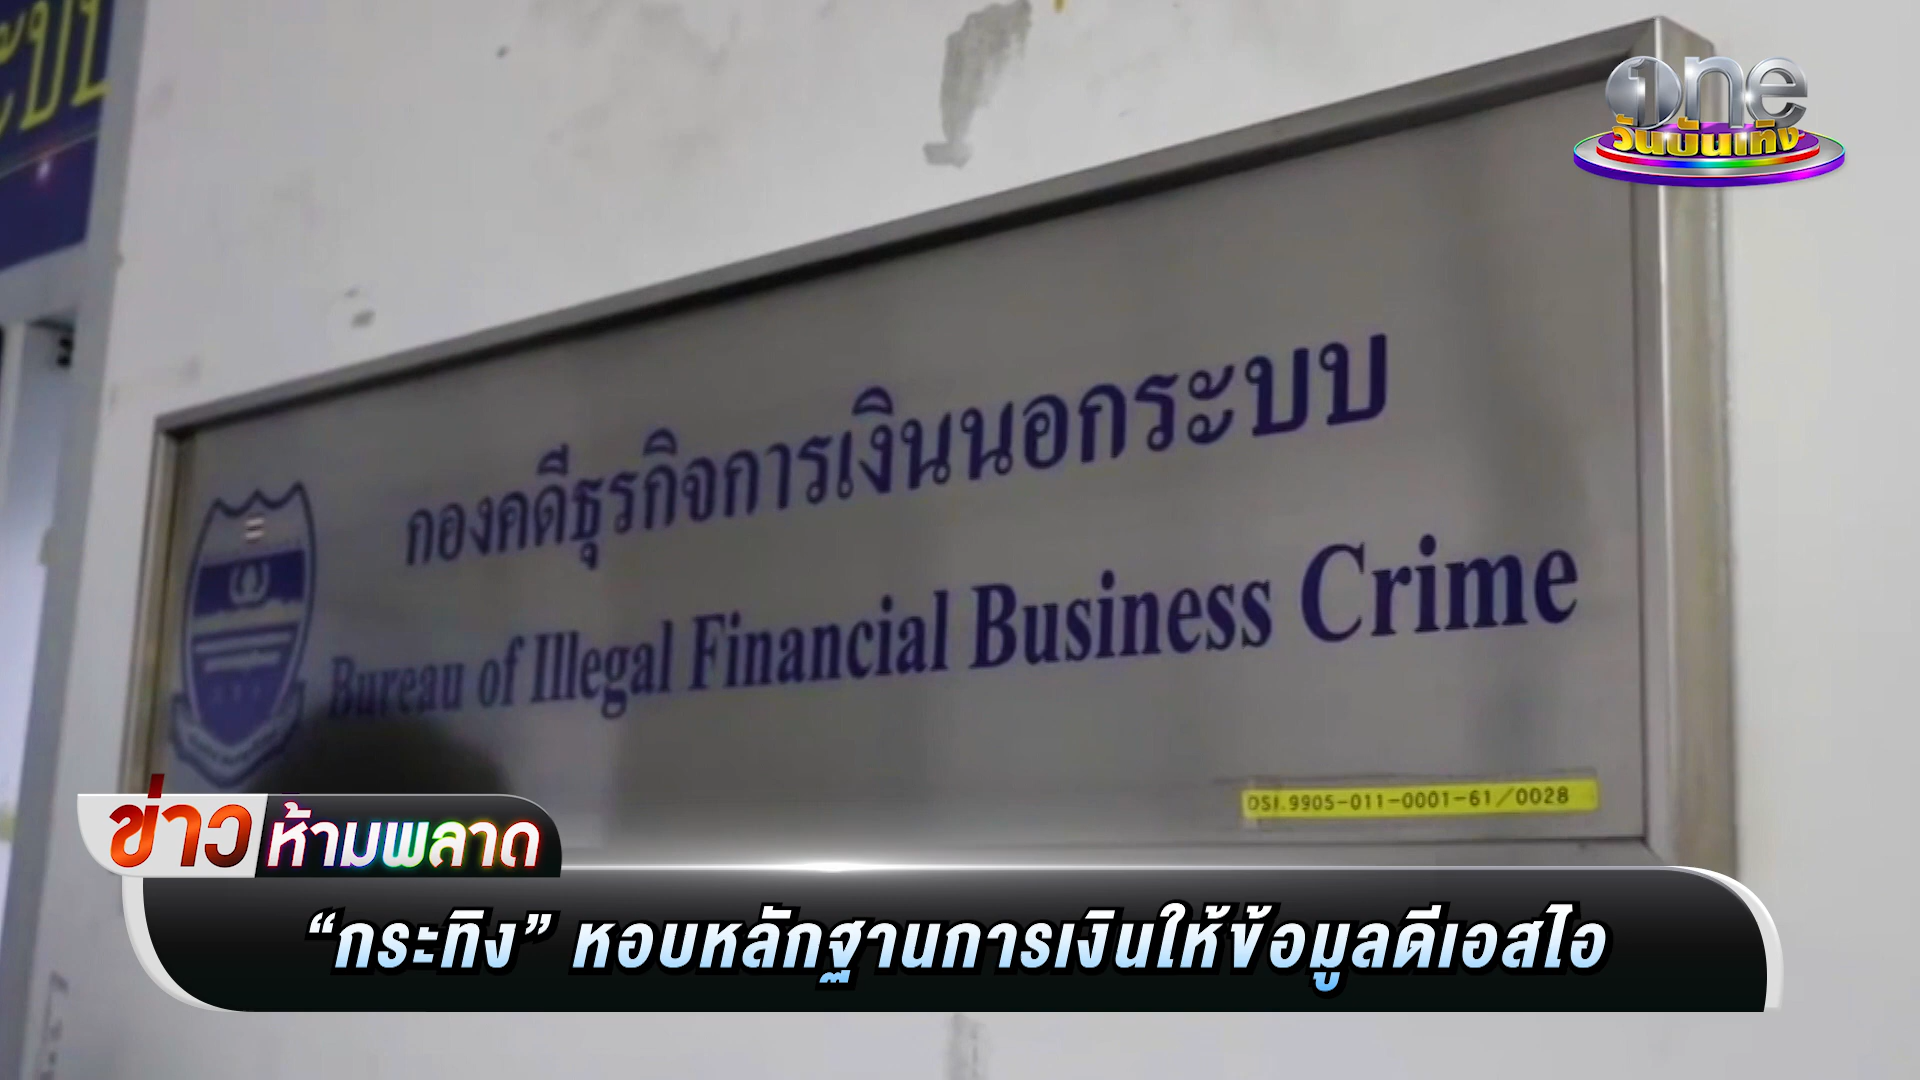 ะบบ
one
วันบันเทิง
กองคดีธุรกิจการเงินนอกระบบ
Bureau of Illegal Financial Business Crime
DSI.9905-011-0001-61/0028
ข่าวห้ามพลาด
“กระทิง” หอบหลักฐานการเงินให้ข้อมูลดีเอสไอ